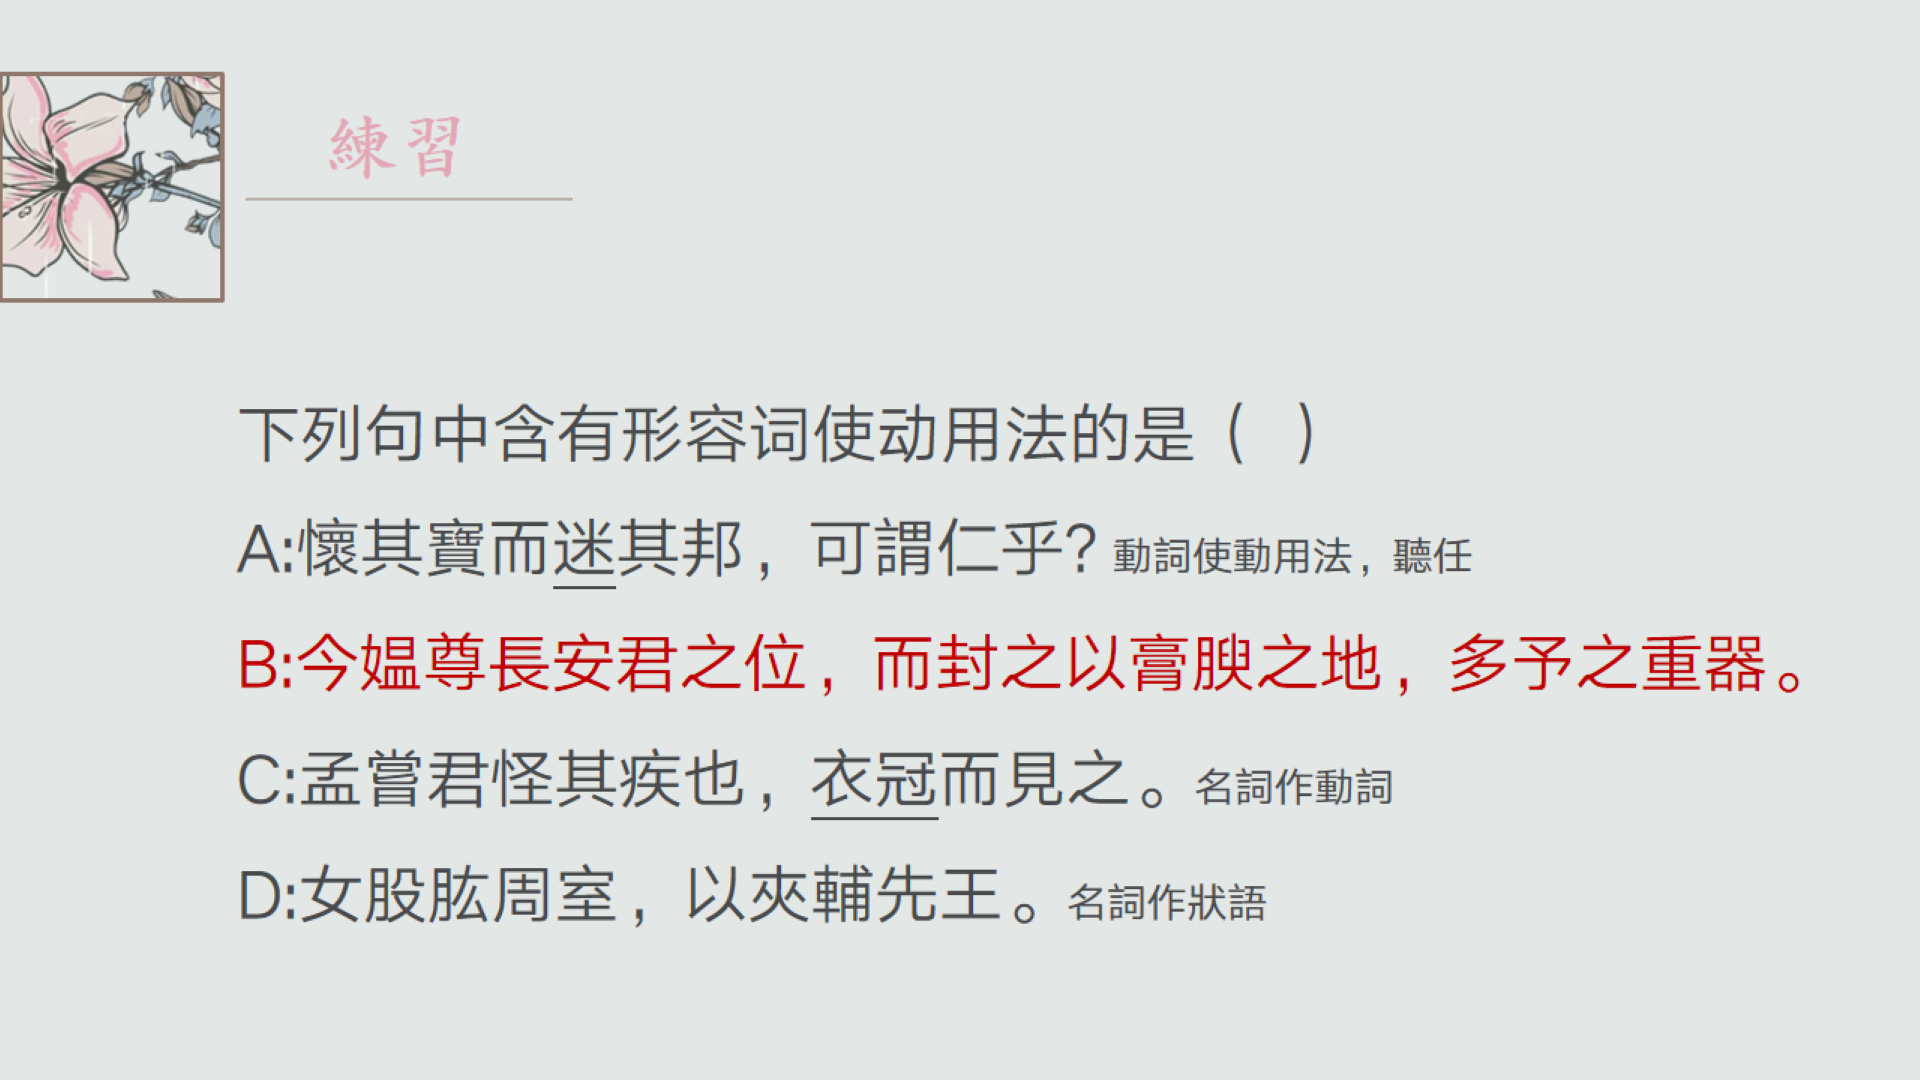 練習
下列句中含有形容词使动用法的是（ ）
A:懷其寶而迷其邦，可謂仁乎? 動詞使動用法，聽任
B:今媼尊長安君之位，而封之以膏腴之地，多予之重器。
C:孟嘗君怪其疾也，衣冠而見之。名詞作動詞
D:女股肱周室，以夾輔先王。名詞作狀語